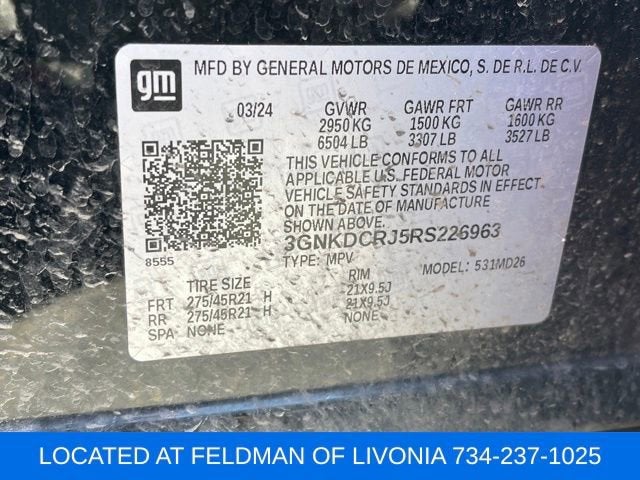 gm
MFD BY GENERAL MOTORS DE MEXICO, S. DE R.L. DE C.V.
03/24 GVWR GAWR FRT GAWR RR
2950 KG 1500 KG 1600 KG
6504 LB 3307 LB 3527 LB
THIS VEHICLE CONFORMS TO ALL
APPLICABLE U.S. FEDERAL MOTOR
VEHICLE SAFETY STANDARDS IN EFFECT
ON THE DATE OF MANUFACTURE
SHOWN ABOVE.
3GNKDCRJ5RS226963
8555 TYPE: MPV MODEL: 531MD26
TIRE SIZE RIM
FRT 275/45R21 H 21X9.5J
RR 275/45R21 H 21X9.5J
SPA NONE NONE
LOCATED AT FELDMAN OF LIVONIA 734-237-1025